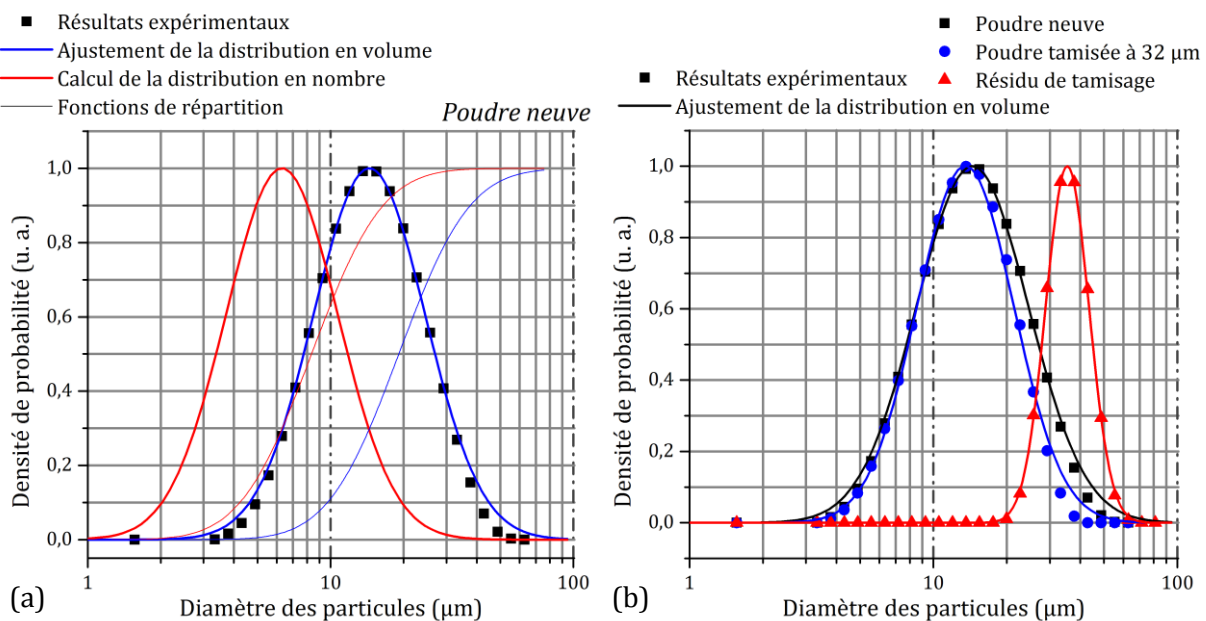 Résultats expérimentaux
Ajustement de la distribution en volume
Calcul de la distribution en nombre
Fonctions de répartition
Poudre neuve
1,0
0,8
0,6
0,4
0,2
0,0
Densité de probabilité (u. a.)
1
10
100
Diamètre des particules (µm)
(a)
Poudre neuve
Poudre tamisée à 32 µm
Résidu de tamisage
Résultats expérimentaux
Ajustement de la distribution en volume
1,0
0,8
0,6
0,4
0,2
0,0
Densité de probabilité (u. a.)
1
10
100
Diamètre des particules (µm)
(b)